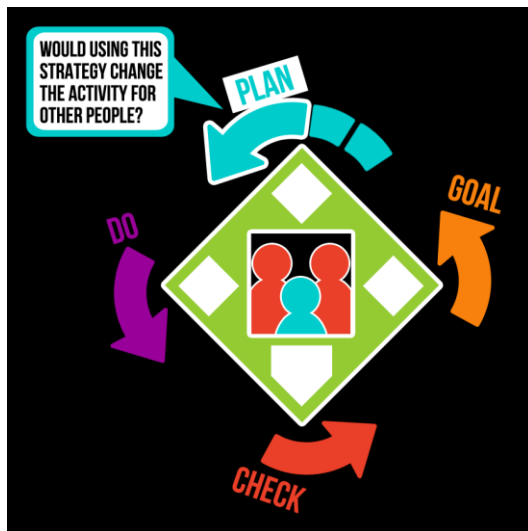 WOULD USING THIS
STRATEGY CHANGE
THE ACTIVITY FOR
OTHER PEOPLE?
PLAN
GOAL
DO
CHECK